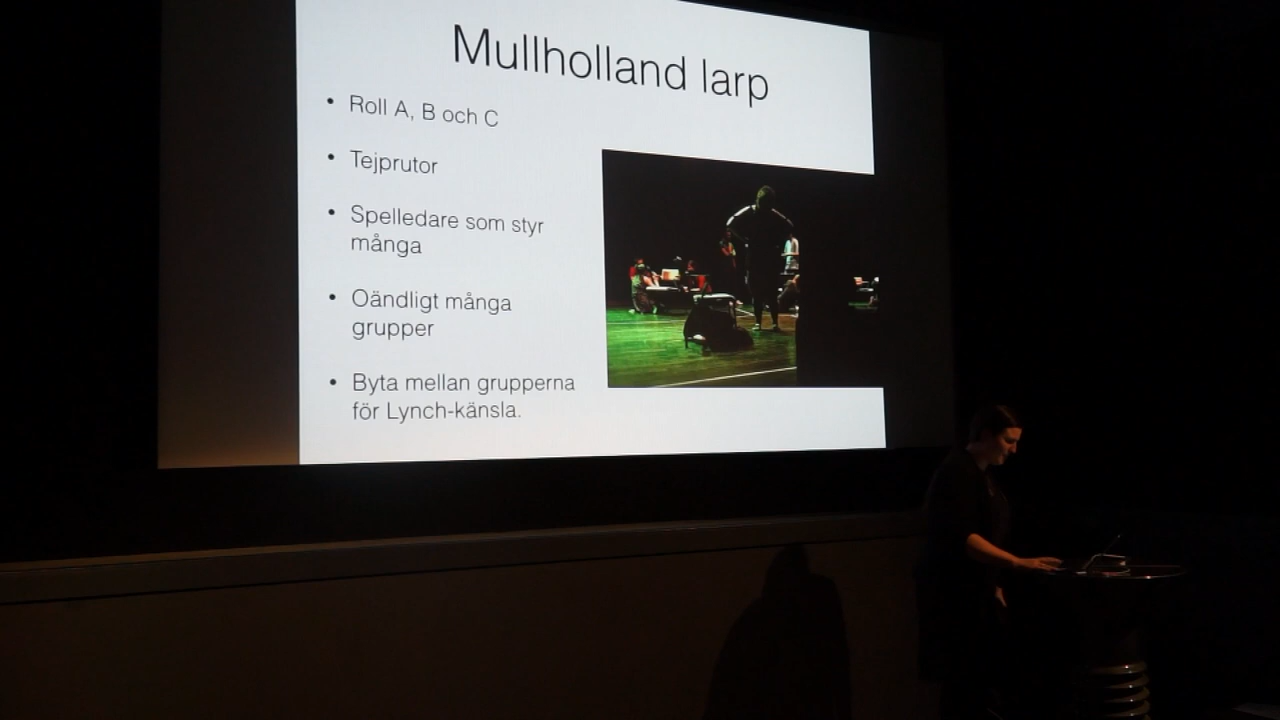 Mullholland larp
• Roll A, B och C
• Tejprutor
• Spelledare som styr
många
• Oändligt många
grupper
• Byta mellan grupperna
för Lynch-känsla.